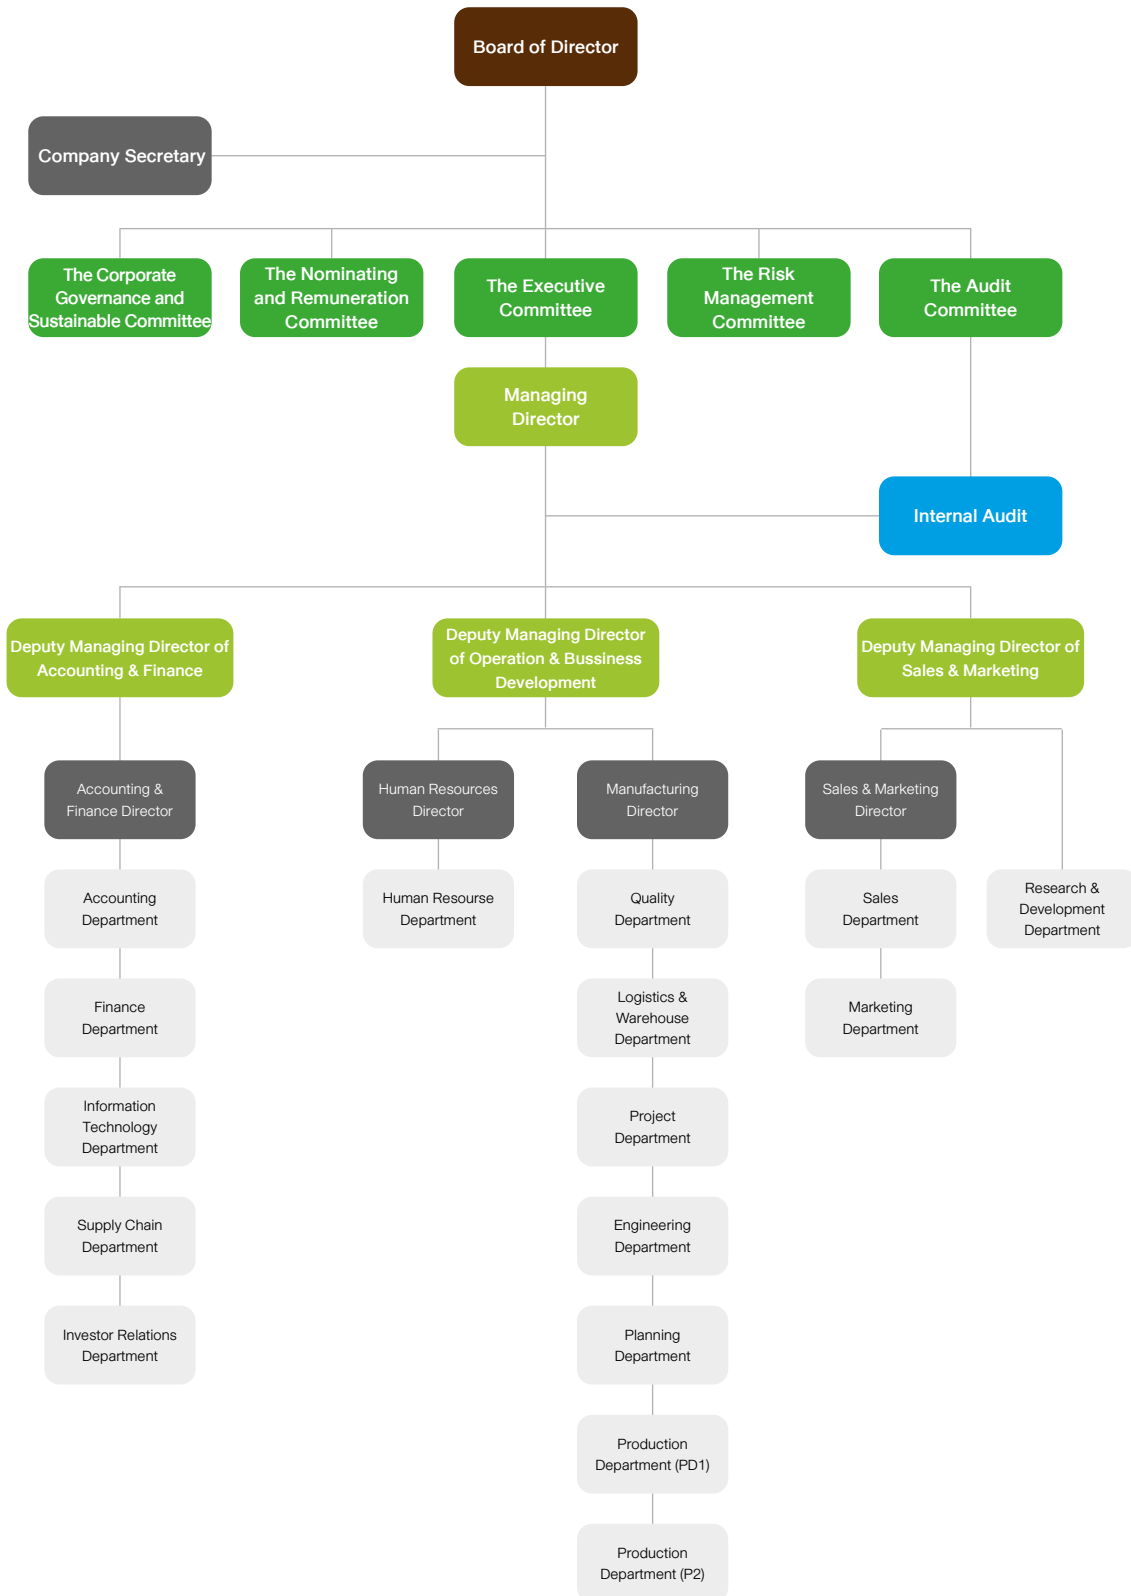 Board of Director
Company Secretary
The Corporate
Governance and
Sustainable Committee
The Nominating
and Remuneration
Committee
The Executive
Committee
The Risk
Management
Committee
The Audit
Committee
Managing
Director
Internal Audit
Deputy Managing Director of
Accounting & Finance
Deputy Managing Director
of Operation & Bussiness
Development
Deputy Managing Director of
Sales & Marketing
Accounting &
Finance Director
Human Resources
Director
Manufacturing
Director
Sales & Marketing
Director
Accounting
Department
Human Resourse
Department
Quality
Department
Sales
Department
Research &
Development
Department
Finance
Department
Logistics &
Warehouse
Department
Marketing
Department
Information
Technology
Department
Project
Department
Supply Chain
Department
Engineering
Department
Investor Relations
Department
Planning
Department
Production
Department (PD1)
Production
Department (P2)